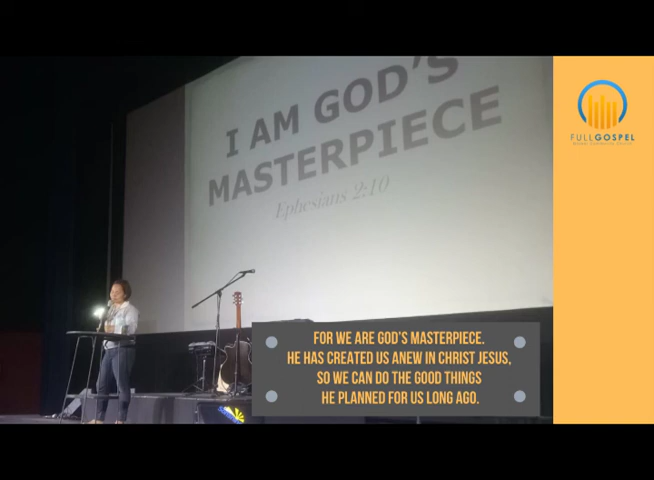 I AM GOD'S
MASTERPIECE
Ephesians 2:10
FULLGOSPEL
FOR WE ARE GOD'S MASTERPIECE.
HE HAS CREATED US ANEW IN CHRIST JESUS,
SO WE CAN DO THE GOOD THINGS
HE PLANNED FOR US LONG AGO.